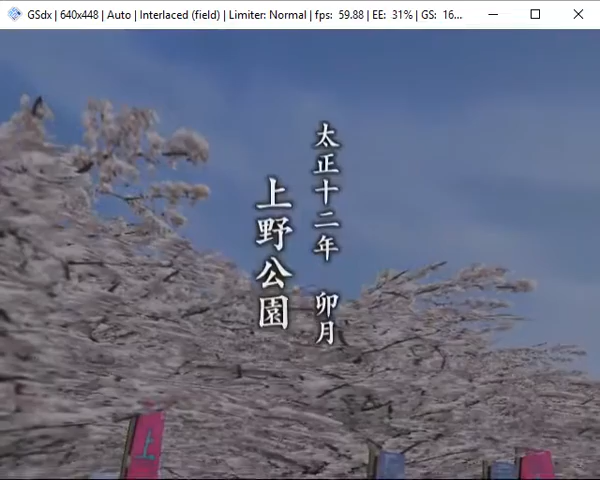 GSdx | 640x448 | Auto | Interlaced (field) | Limiter: Normal | fps: 59.88 | EE: 31% | GS: 16...
太正十二年 卯月
上野公園
上